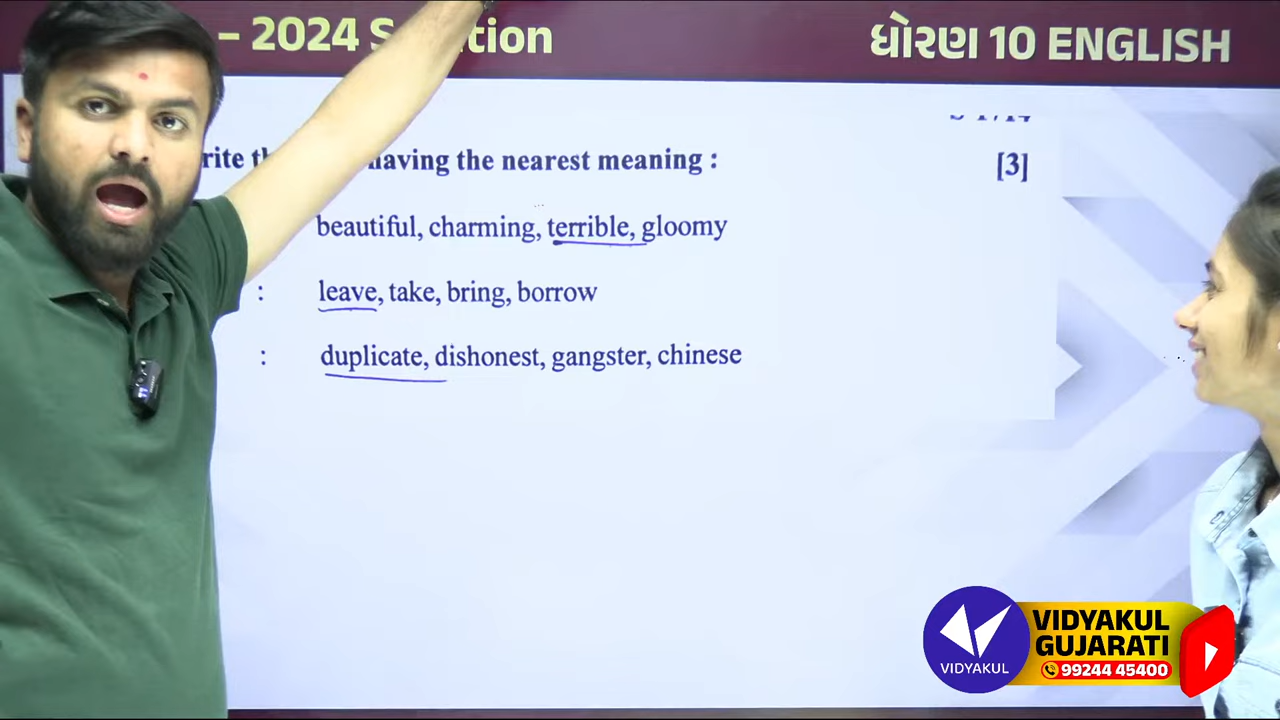 – 2024 S
tion
ધોરણ 10 ENGLISH
rite
having the nearest meaning :
[3]
beautiful, charming, terrible, gloomy
: leave, take, bring, borrow
: duplicate, dishonest, gangster, chinese
VIDYAKUL
VIDYAKUL
GUJARATI
99244 45400